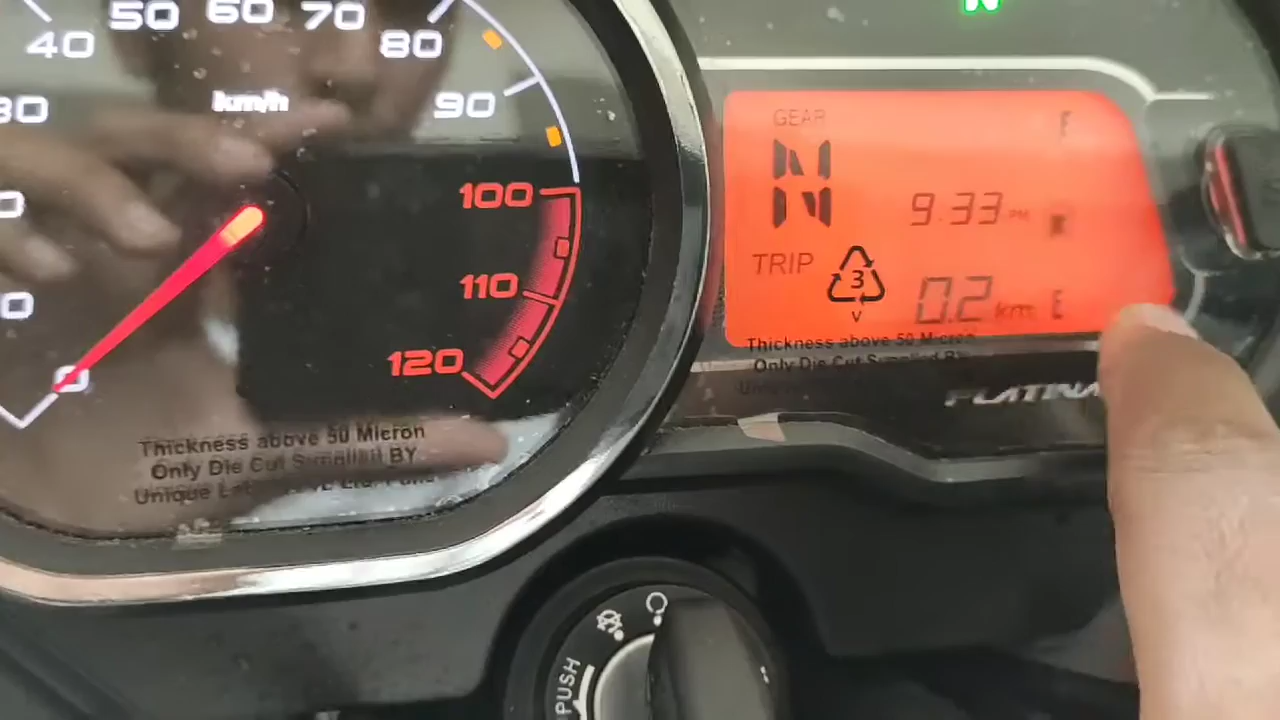 40
50
60
70
80
90
km/h
100
110
120
0
N
GEAR
N
F
9.33 PM
TRIP
3
V
0.2 km
E
Thickness above 50 Micron
Only Die Cut Supplied BY
PLATINA
Thickness above 50 Micron
Only Die Cut Supplied BY
Unique
PUSH